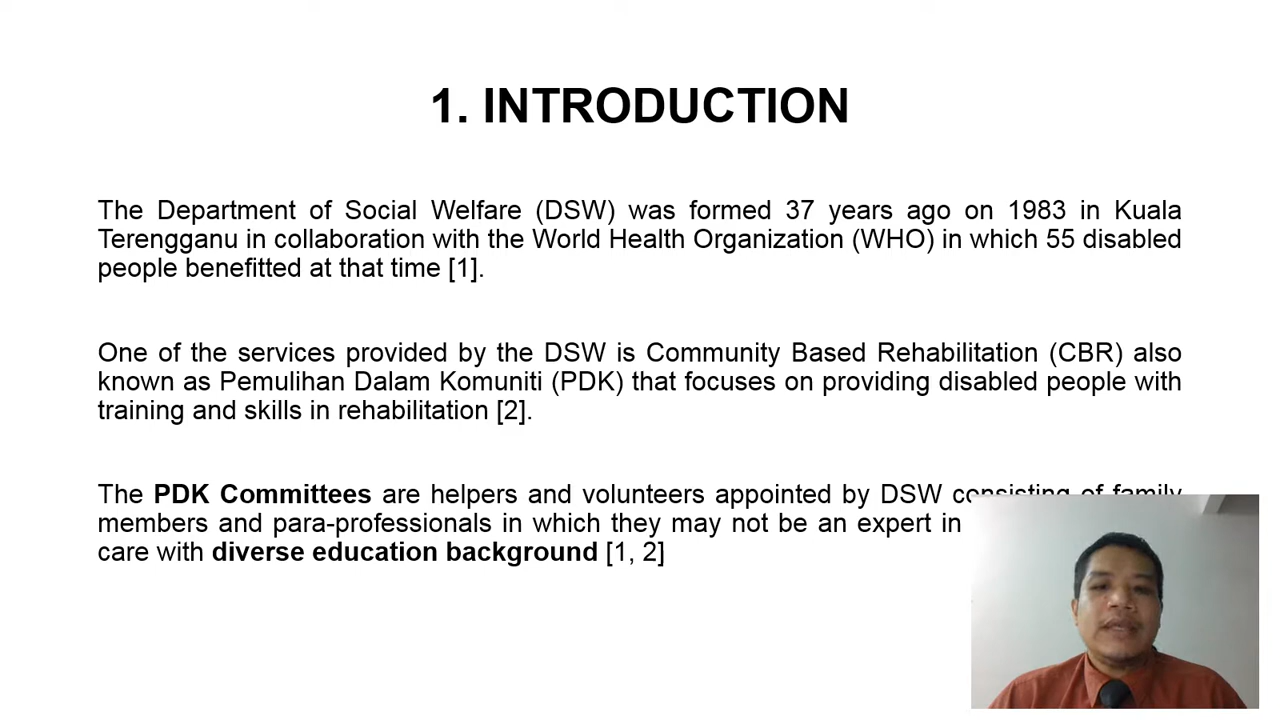 1. INTRODUCTION
The Department of Social Welfare (DSW) was formed 37 years ago on 1983 in Kuala
Terengganu in collaboration with the World Health Organization (WHO) in which 55 disabled
people benefitted at that time [1].
One of the services provided by the DSW is Community Based Rehabilitation (CBR) also
known as Pemulihan Dalam Komuniti (PDK) that focuses on providing disabled people with
training and skills in rehabilitation [2].
The PDK Committees are helpers and volunteers appointed by DSW consisting of family
members and para-professionals in which they may not be an expert in
care with diverse education background [1, 2]